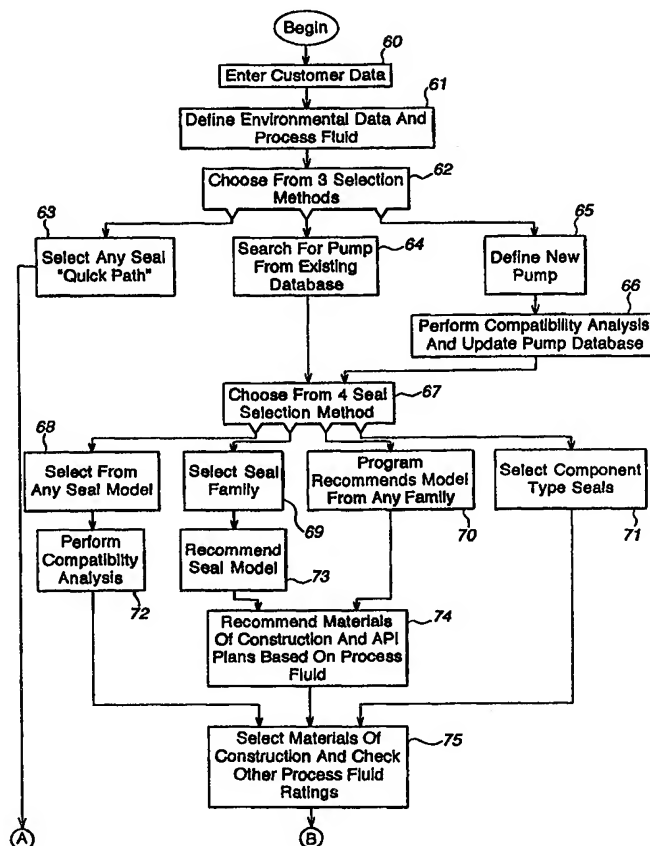 Begin
60
Enter Customer Data
61
Define Environmental Data And
Process Fluid
62
Choose From 3 Selection
Methods
63
Select Any Seal
"Quick Path"
64
Search For Pump
From Existing
Database
65
Define New
Pump
66
Perform Compatibility Analysis
And Update Pump Database
67
Choose From 4 Seal
Selection Method
68
Select From
Any Seal Model
Select Seal
Family
69
Program
Recommends Model
From Any Family
70
Select Component
Type Seals
71
Perform
Compatibility
Analysis
72
Recommend
Seal Model
73
Recommend Materials
Of Construction And API
Plans Based On Process
Fluid
74
Select Materials Of
Construction And Check
Other Process Fluid
Ratings
75
A
B